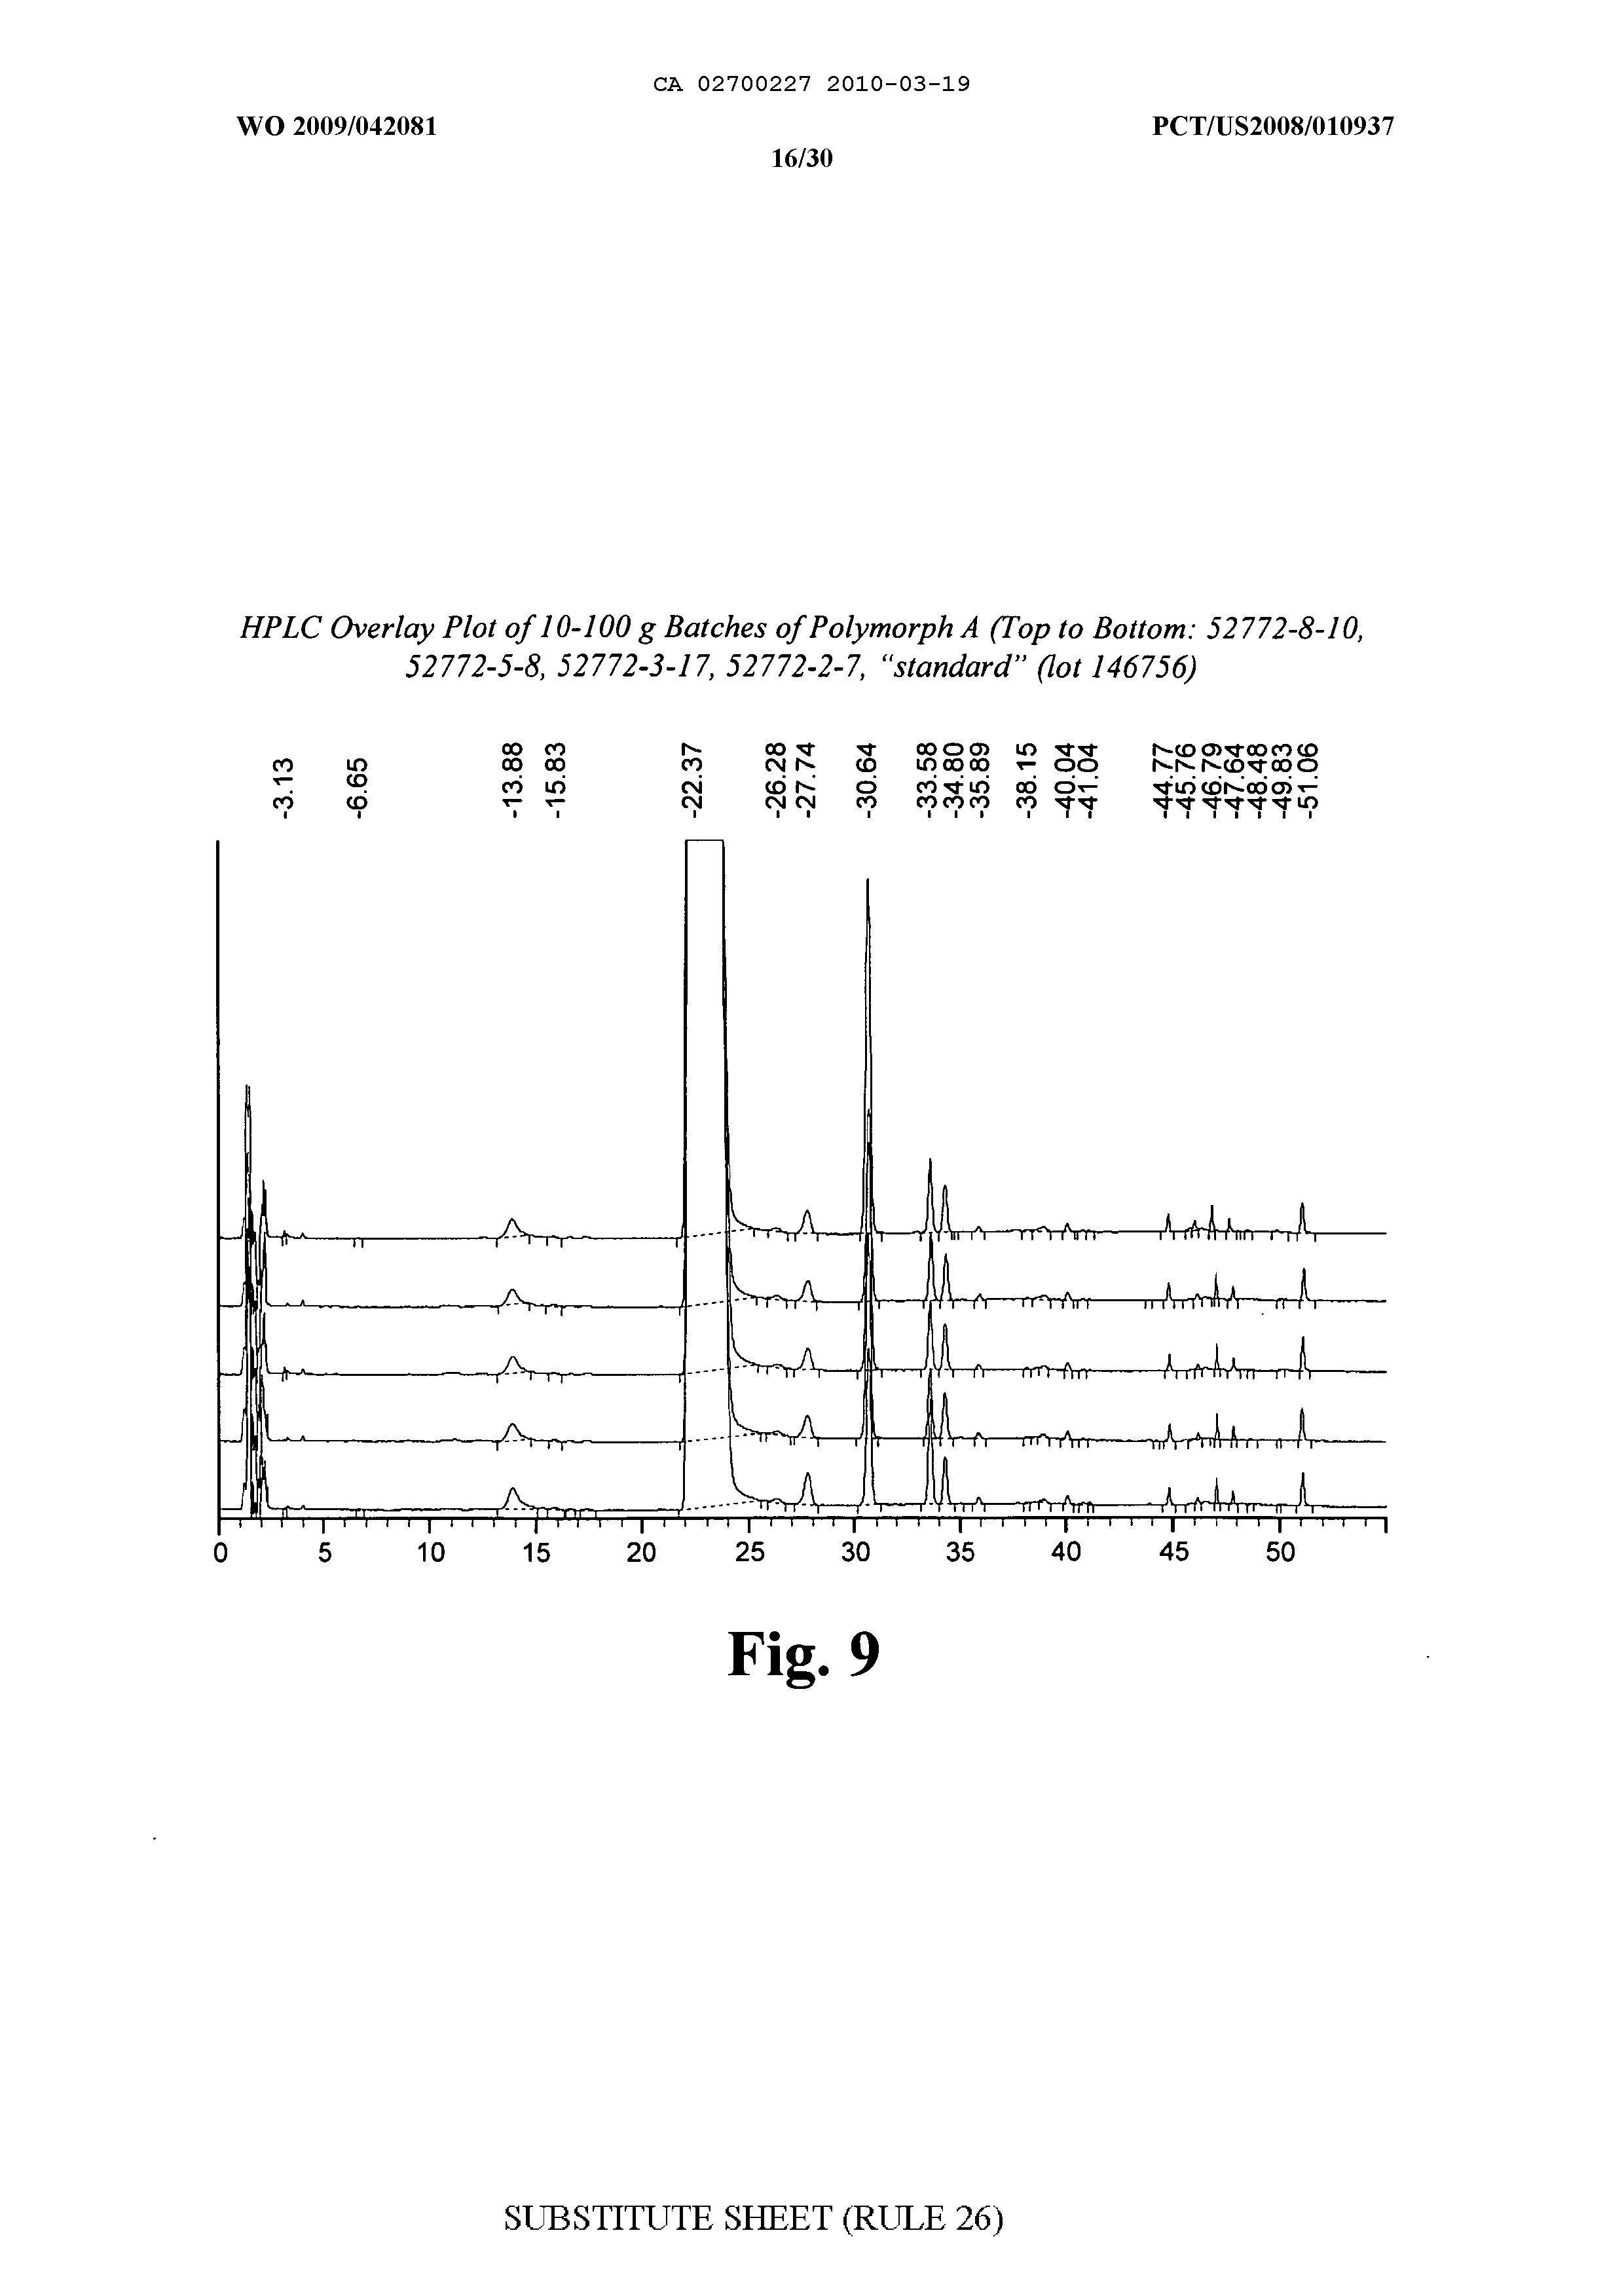 CA 02700227 2010-03-19
WO 2009/042081
PCT/US2008/010937
16/30
HPLC Overlay Plot of 10-100 g Batches of Polymorph A (Top to Bottom: 52772-8-10,
52772-5-8, 52772-3-17, 52772-2-7, "standard" (lot 146756)
-3.13
-6.65
-13.88
-15.83
-22.37
-26.28
-27.74
-30.64
-33.58
-34.80
-35.89
-38.15
-40.04
-41.04
-44.77
-45.76
-46.79
-47.64
-48.48
-49.83
-51.06
0 5 10 15 20 25 30 35 40 45 50
Fig. 9
SUBSTITUTE SHEET (RULE 26)